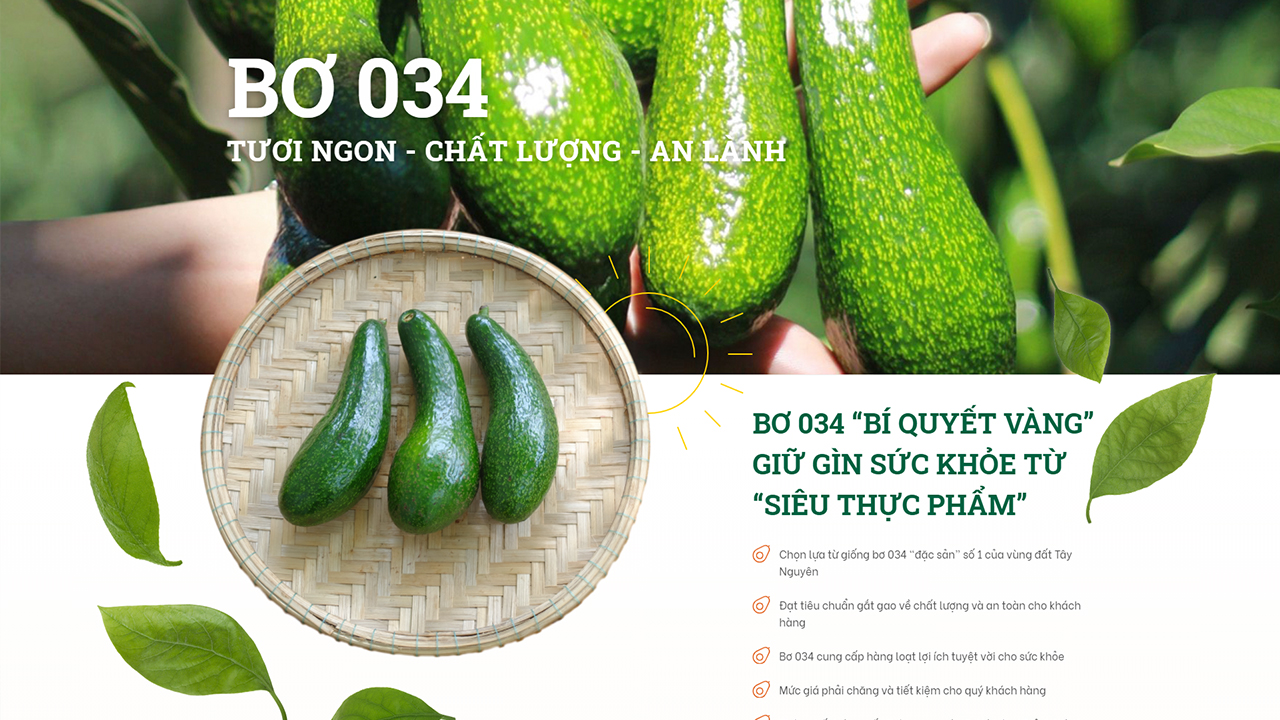 BƠ 034
TƯƠI NGON - CHẤT LƯỢNG - AN LÀNH
BƠ 034 “BÍ QUYẾT VÀNG”
GIỮ GÌN SỨC KHỎE TỪ
“SIÊU THỰC PHẨM”
Chọn lựa từ giống bơ 034 “đặc sản” số 1 của vùng đất Tây
Nguyên
Đạt tiêu chuẩn gắt gao về chất lượng và an toàn cho khách
hàng
Bơ 034 cung cấp hàng loạt lợi ích tuyệt vời cho sức khỏe
Mức giá phải chăng và tiết kiệm cho quý khách hàng